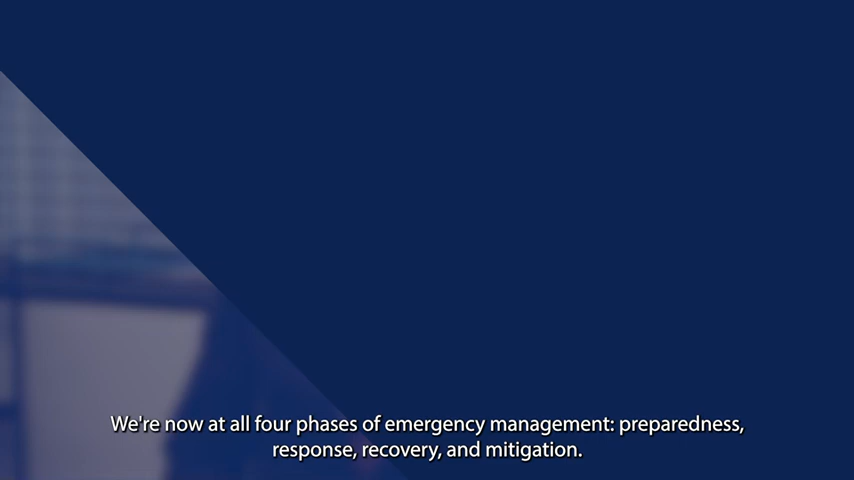 We're now at all four phases of emergency management: preparedness,
response, recovery, and mitigation.